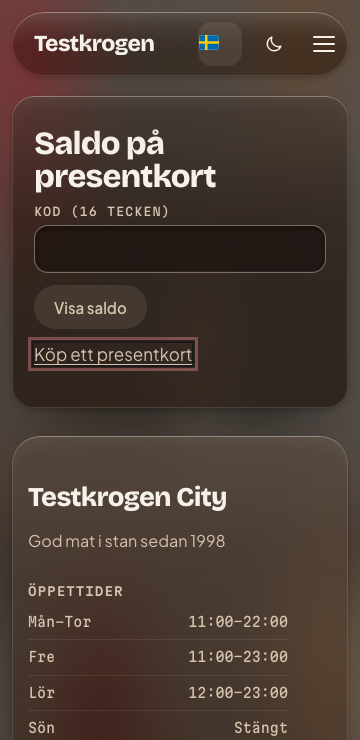 Testkrogen
Saldo på
presentkort
KOD (16 TECKEN)
Visa saldo
Köp ett presentkort
Testkrogen City
God mat i stan sedan 1998
ÖPPETTIDER
Mån–Tor 11:00–22:00
Fre 11:00–23:00
Lör 12:00–23:00
Sön Stängt